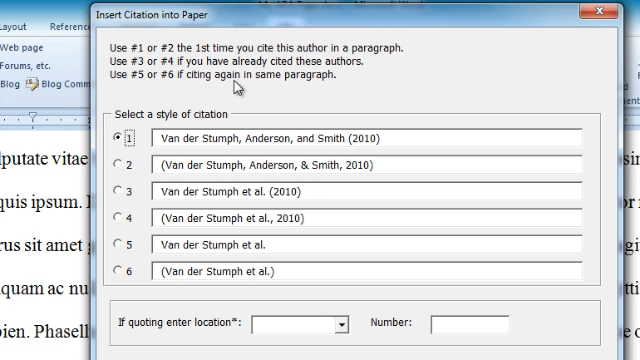 Insert Citation into Paper
Layout
References
Web page
Forums, etc.
Blog Blog Comm
Use #1 or #2 the 1st time you cite this author in a paragraph.
Use #3 or #4 if you have already cited these authors.
Use #5 or #6 if citing again in same paragraph.
Select a style of citation
1 Van der Stumph, Anderson, and Smith (2010)
2 (Van der Stumph, Anderson, & Smith, 2010)
3 Van der Stumph et al. (2010)
4 (Van der Stumph et al., 2010)
5 Van der Stumph et al.
6 (Van der Stumph et al.)
If quoting enter location*: Number:
lputate vitae
quis ipsum. I
rus sit amet
quam ac nu
pien. Phasell